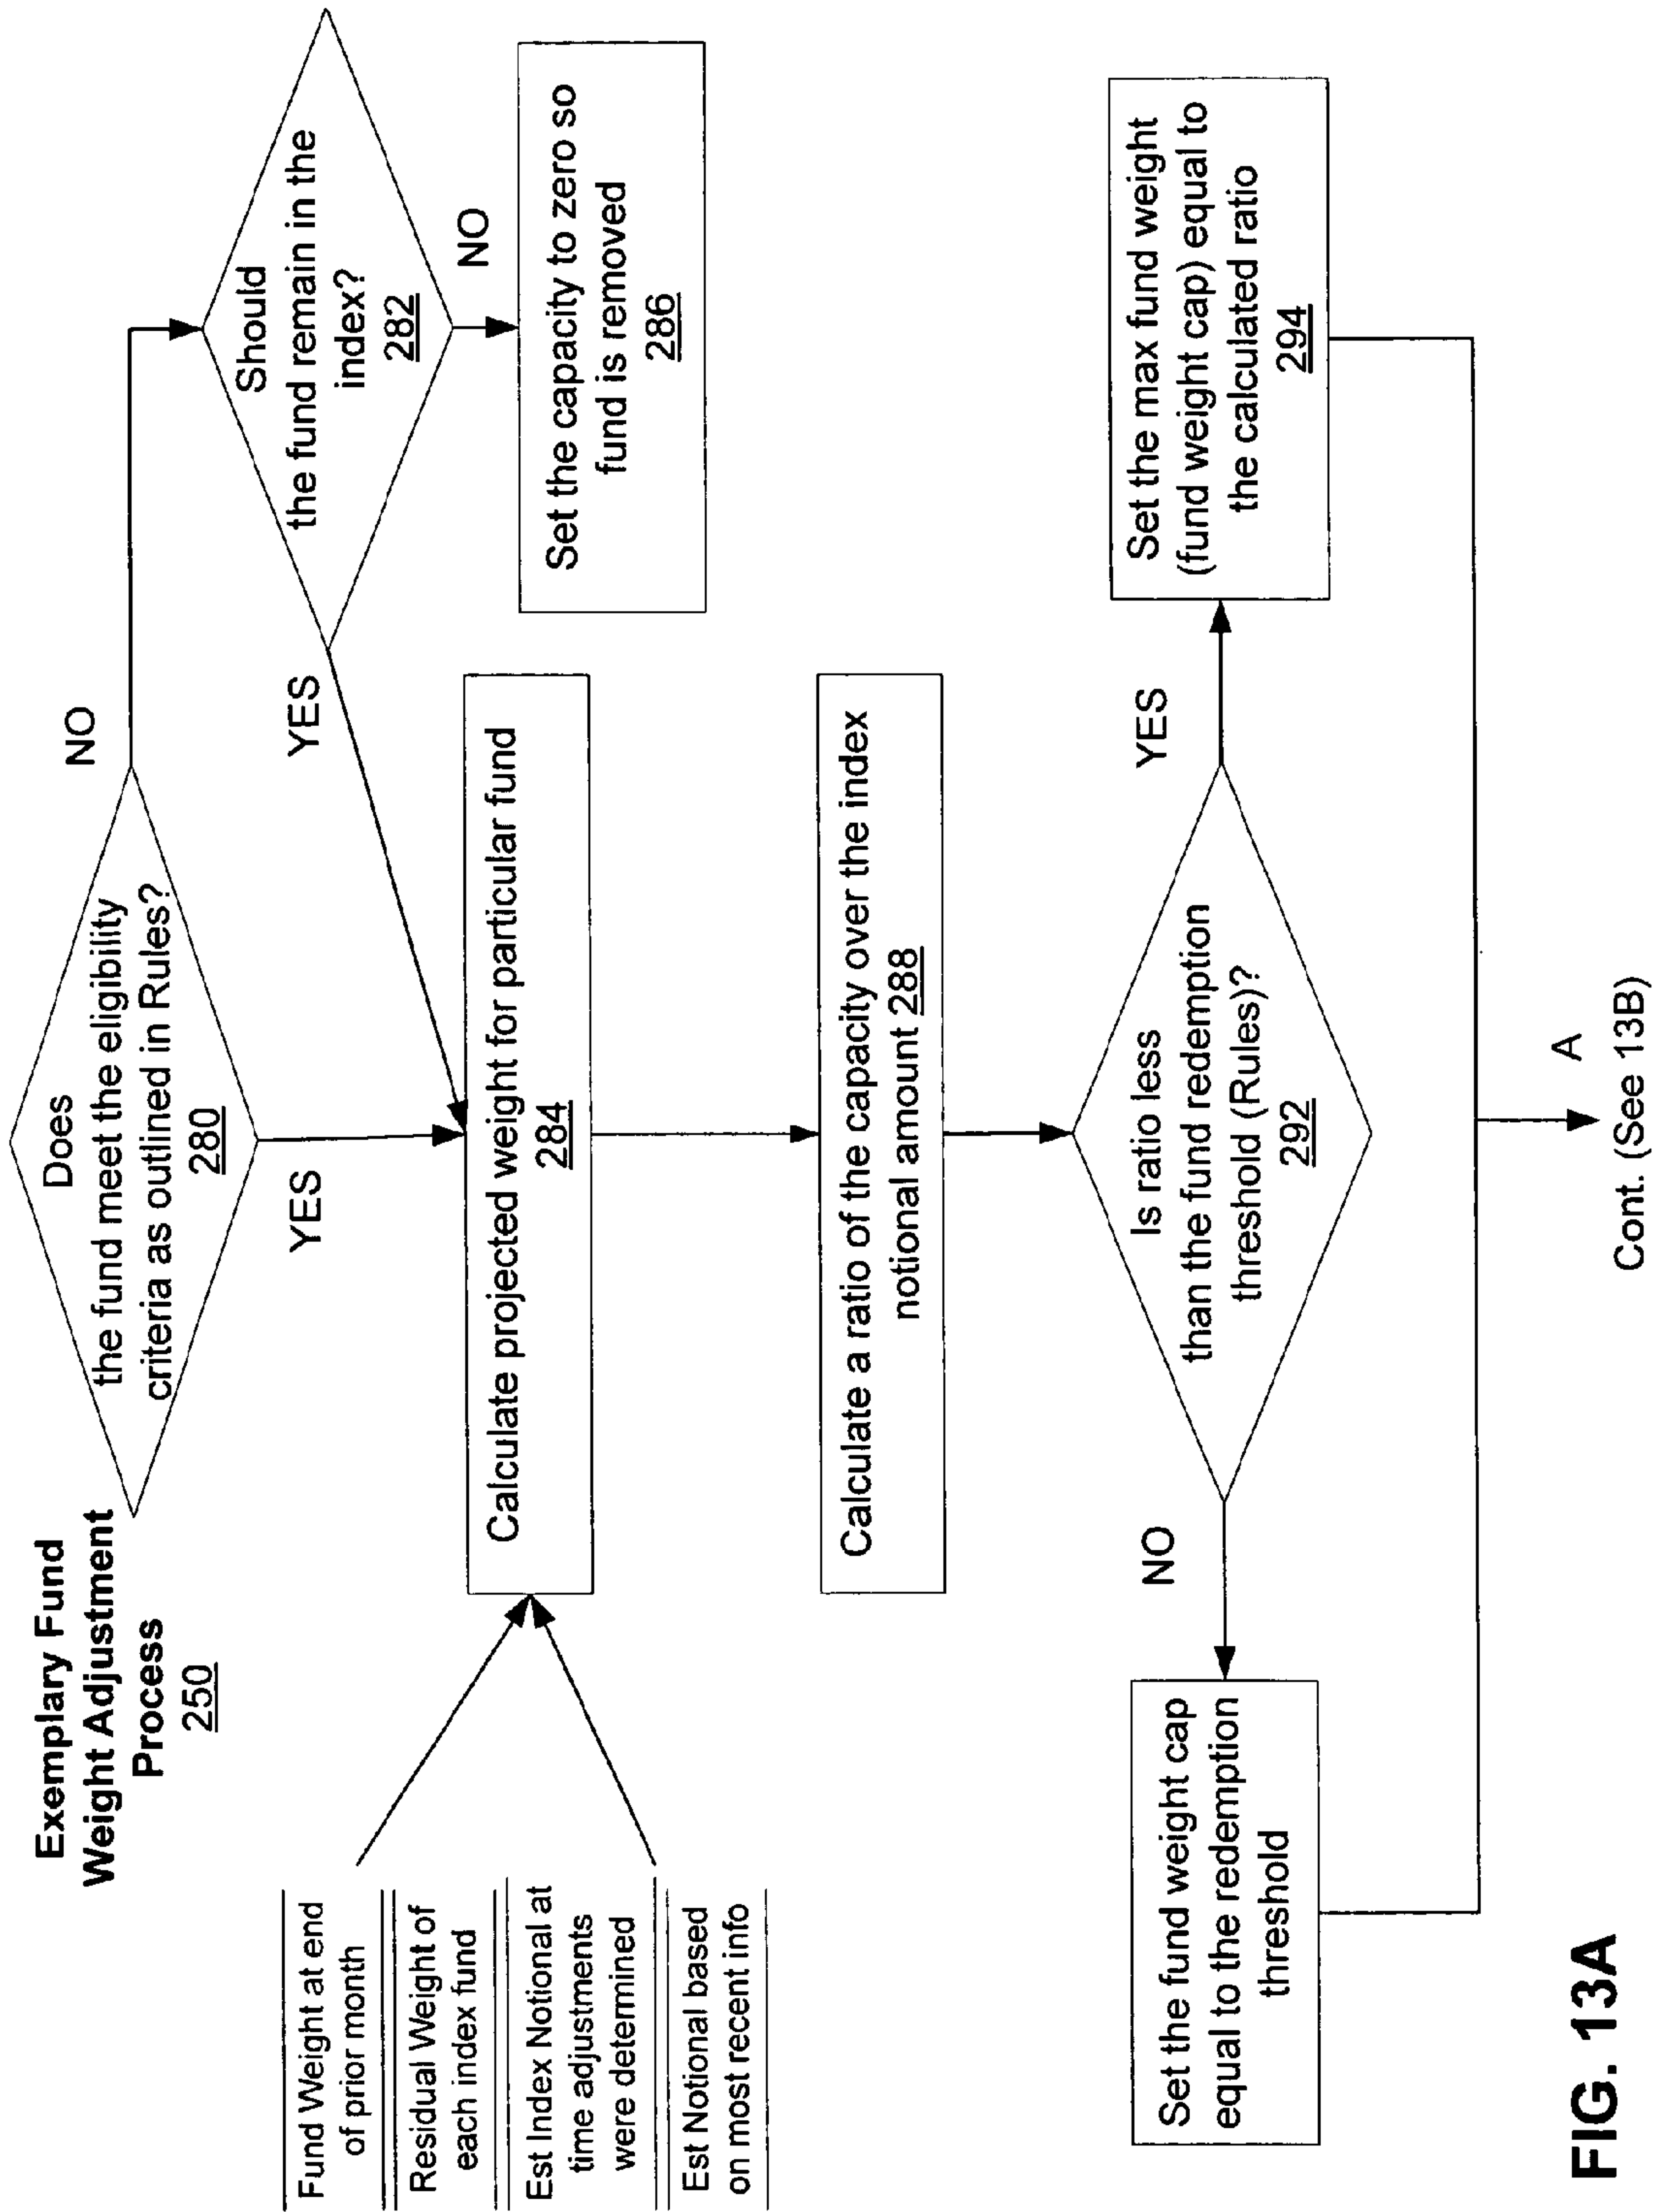 Exemplary Fund
Weight Adjustment
Process
250
Does
the fund meet the eligibility
criteria as outlined in Rules?
280
NO
YES
Should
the fund remain in the
index?
282
YES
NO
Set the capacity to zero so
fund is removed
286
Fund Weight at end
of prior month
Residual Weight of
each index fund
Est Index Notional at
time adjustments
were determined
Est Notional based
on most recent info
Calculate projected weight for particular fund
284
Calculate a ratio of the capacity over the index
notional amount 288
Is ratio less
than the fund redemption
threshold (Rules)?
292
NO
YES
Set the fund weight cap
equal to the redemption
threshold
Set the max fund weight
(fund weight cap) equal to
the calculated ratio
294
A
Cont. (See 13B)
FIG. 13A